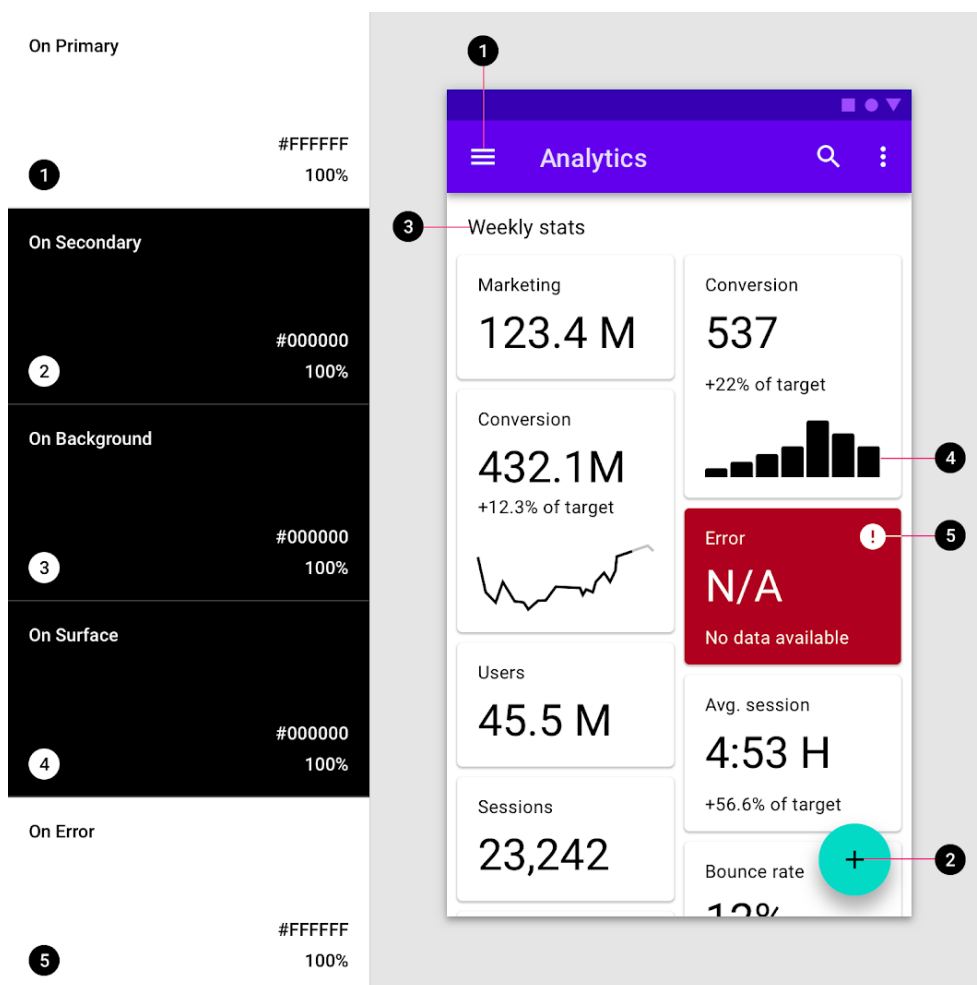 On Primary
#FFFFFF
1
100%
On Secondary
#000000
2
100%
On Background
#000000
3
100%
On Surface
#000000
4
100%
On Error
#FFFFFF
5
100%
1
Analytics
3
Weekly stats
Marketing
123.4 M
Conversion
432.1M
+12.3% of target
Users
45.5 M
Sessions
23,242
Conversion
537
+22% of target
4
Error
!
5
N/A
No data available
Avg. session
4:53 H
+56.6% of target
+
2
Bounce rate
12%